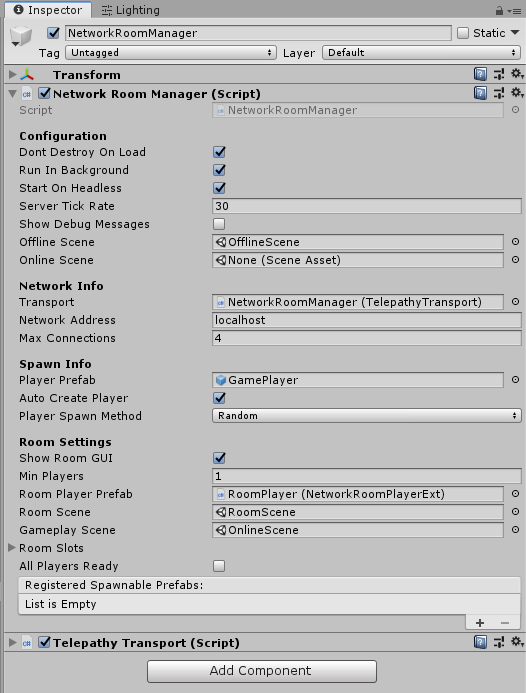 Inspector Lighting
NetworkRoomManager Static
Tag Untagged Layer Default
Transform
Network Room Manager (Script)
Script NetworkRoomManager
Configuration
Dont Destroy On Load
Run In Background
Start On Headless
Server Tick Rate 30
Show Debug Messages
Offline Scene OfflineScene
Online Scene None (Scene Asset)
Network Info
Transport NetworkRoomManager (TelepathyTransport)
Network Address localhost
Max Connections 4
Spawn Info
Player Prefab GamePlayer
Auto Create Player
Player Spawn Method Random
Room Settings
Show Room GUI
Min Players 1
Room Player Prefab RoomPlayer (NetworkRoomPlayerExt)
Room Scene RoomScene
Gameplay Scene OnlineScene
Room Slots
All Players Ready
Registered Spawnable Prefabs:
List is Empty
+ −
Telepathy Transport (Script)
Add Component